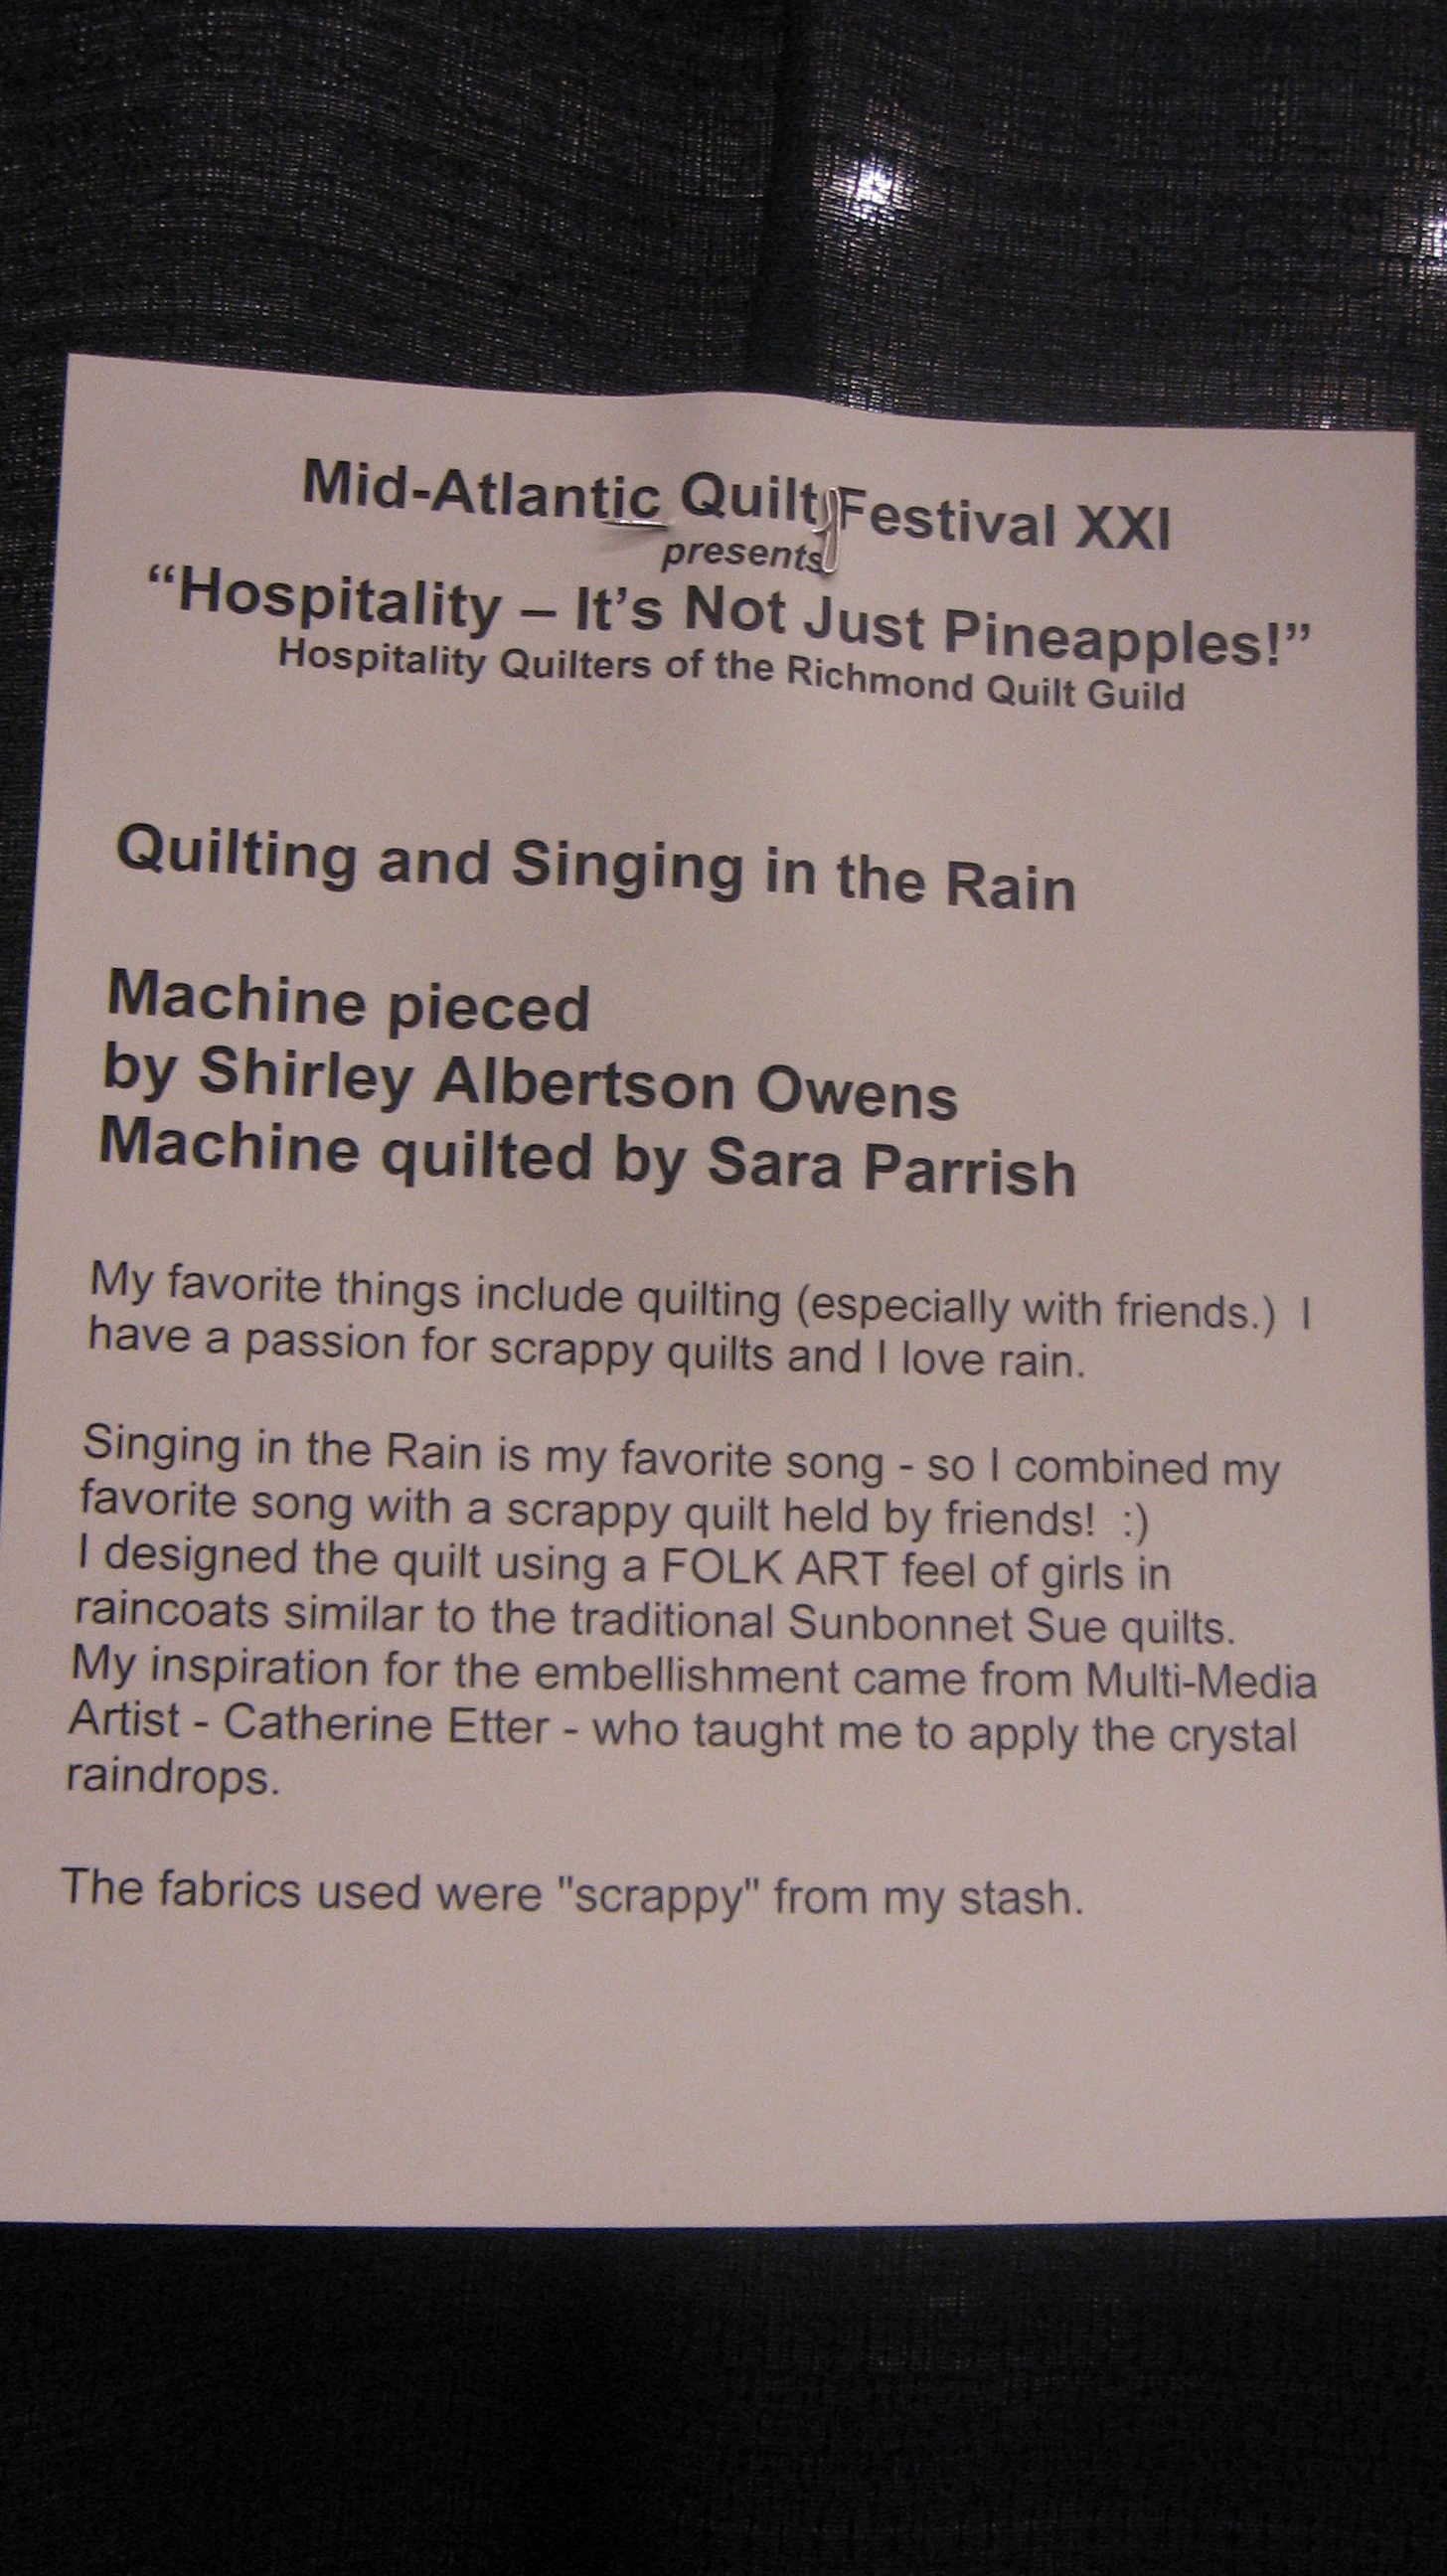 Mid-Atlantic Quilt Festival XXI
presents
“Hospitality – It’s Not Just Pineapples!”
Hospitality Quilters of the Richmond Quilt Guild
Quilting and Singing in the Rain
Machine pieced
by Shirley Albertson Owens
Machine quilted by Sara Parrish
My favorite things include quilting (especially with friends.)  I
have a passion for scrappy quilts and I love rain.
Singing in the Rain is my favorite song - so I combined my
favorite song with a scrappy quilt held by friends!  :)
I designed the quilt using a FOLK ART feel of girls in
raincoats similar to the traditional Sunbonnet Sue quilts.
My inspiration for the embellishment came from Multi-Media
Artist - Catherine Etter - who taught me to apply the crystal
raindrops.
The fabrics used were "scrappy" from my stash.